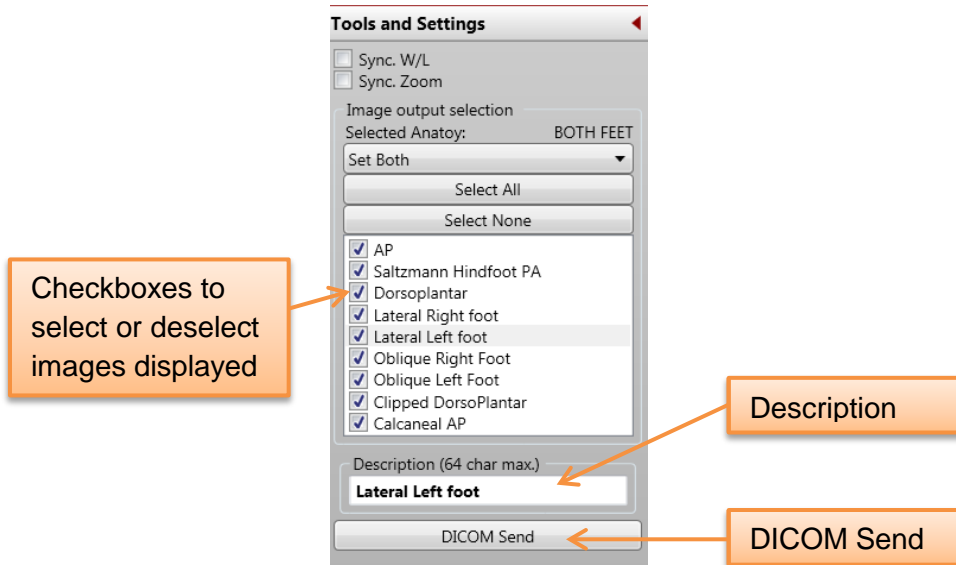 Tools and Settings
Sync. W/L
Sync. Zoom
Image output selection
Selected Anatoy: BOTH FEET
Set Both
Select All
Select None
AP
Saltzmann Hindfoot PA
Dorsoplantar
Lateral Right foot
Lateral Left foot
Oblique Right Foot
Oblique Left Foot
Clipped DorsoPlantar
Calcaneal AP
Checkboxes to
select or deselect
images displayed
Description (64 char max.)
Lateral Left foot
Description
DICOM Send
DICOM Send